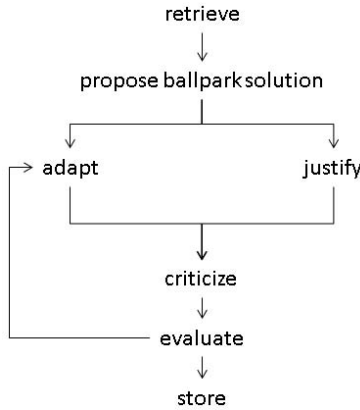 retrieve
propose ballpark solution
adapt
justify
criticize
evaluate
store